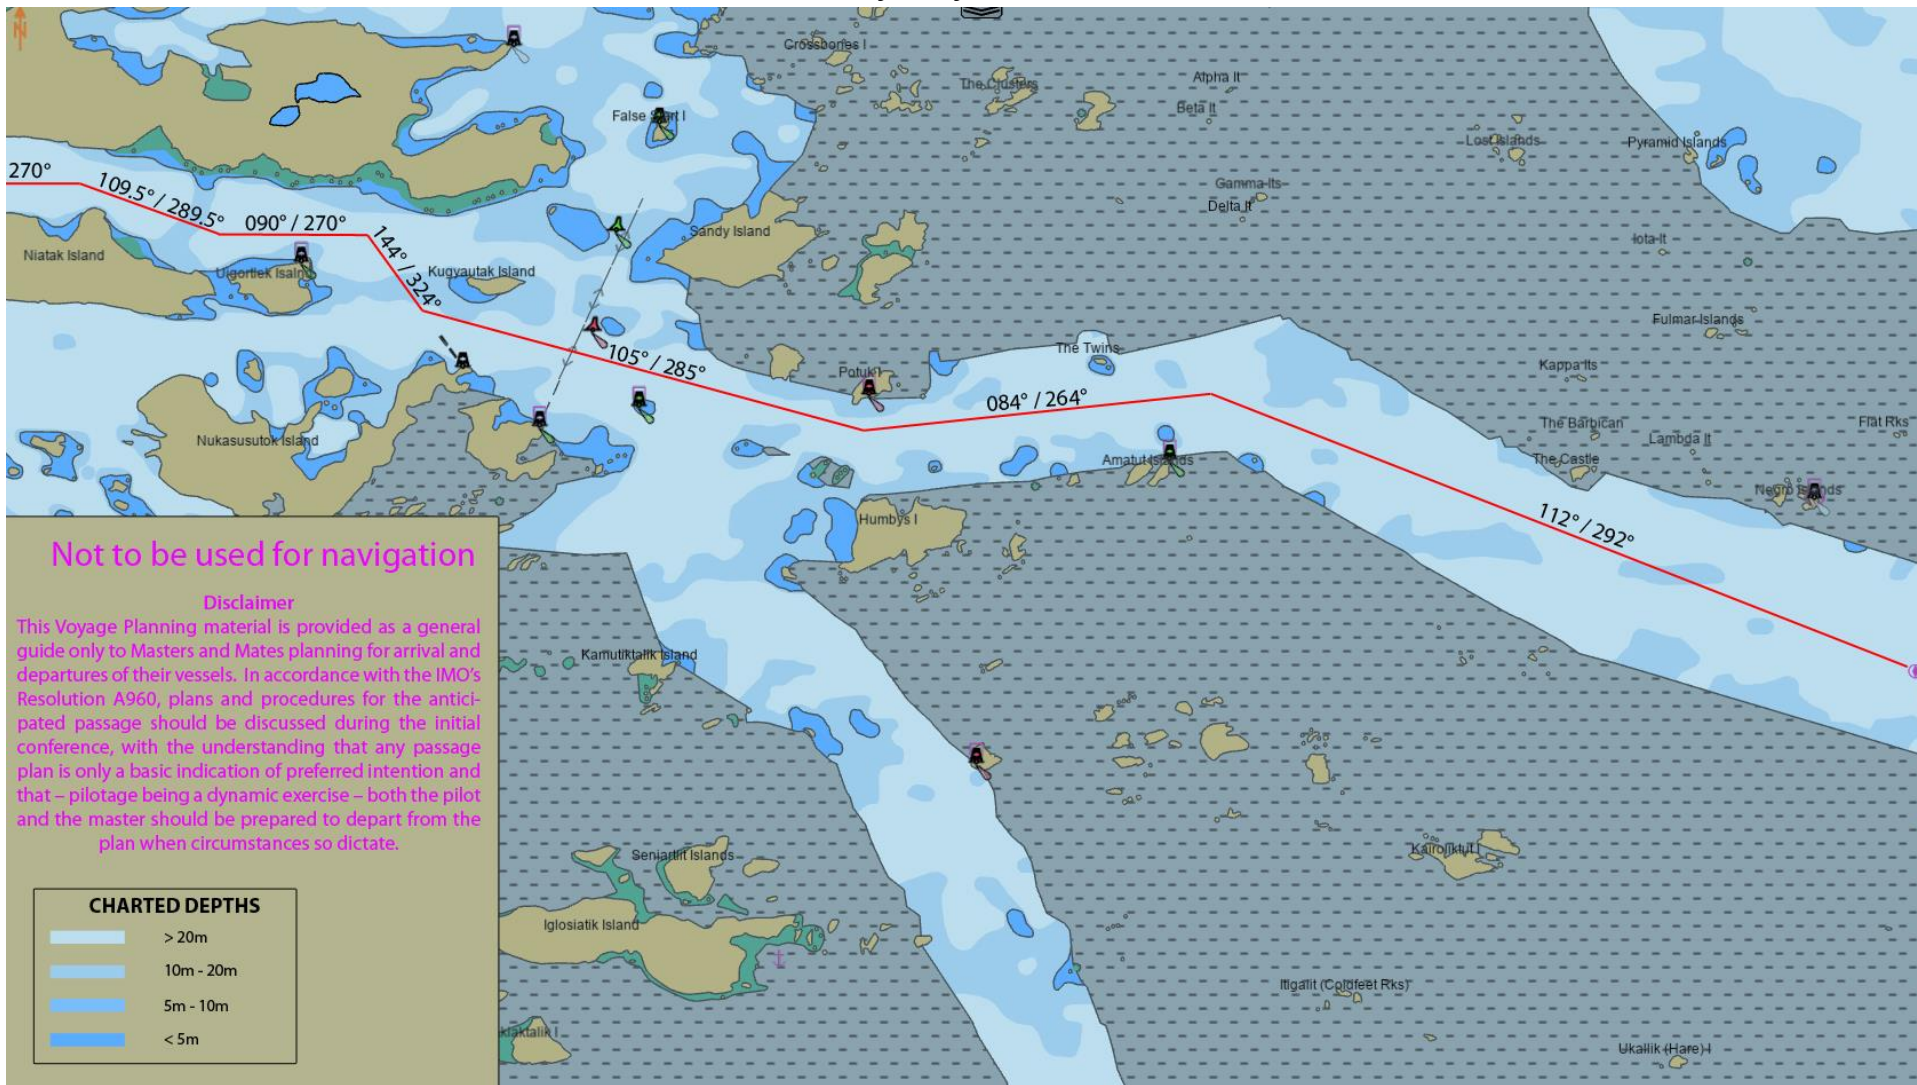 N
Crossbones I
The Clusters
Alpha It
Beta It
False Start I
Lost Islands
Pyramid Islands
270°
109.5° / 289.5°
090° / 270°
144° / 324°
Gamma Its
Delta It
Sandy Island
Iota It
Niatak Island
Uigortlek Isalnd
Kugyautak Island
Fulmar Islands
105° / 285°
The Twins
Potuk I
Kappa Its
084° / 264°
The Barbican
Flat Rks
Lambda It
Nukasusutok Island
Amatut Islands
The Castle
Negro Islands
112° / 292°
Humbys I
Not to be used for navigation
Disclaimer
This Voyage Planning material is provided as a general
guide only to Masters and Mates planning for arrival and
departures of their vessels. In accordance with the IMO's
Resolution A960, plans and procedures for the antici-
pated passage should be discussed during the initial
conference, with the understanding that any passage
plan is only a basic indication of preferred intention and
that – pilotage being a dynamic exercise – both the pilot
and the master should be prepared to depart from the
plan when circumstances so dictate.
Kamutiktalik Island
Seniartlit Islands
Kairoliktut I
Iglosiatik Island
Itigalit (Coldfeet Rks)
Ukallik (Hare) I
CHARTED DEPTHS
> 20m
10m - 20m
5m - 10m
< 5m